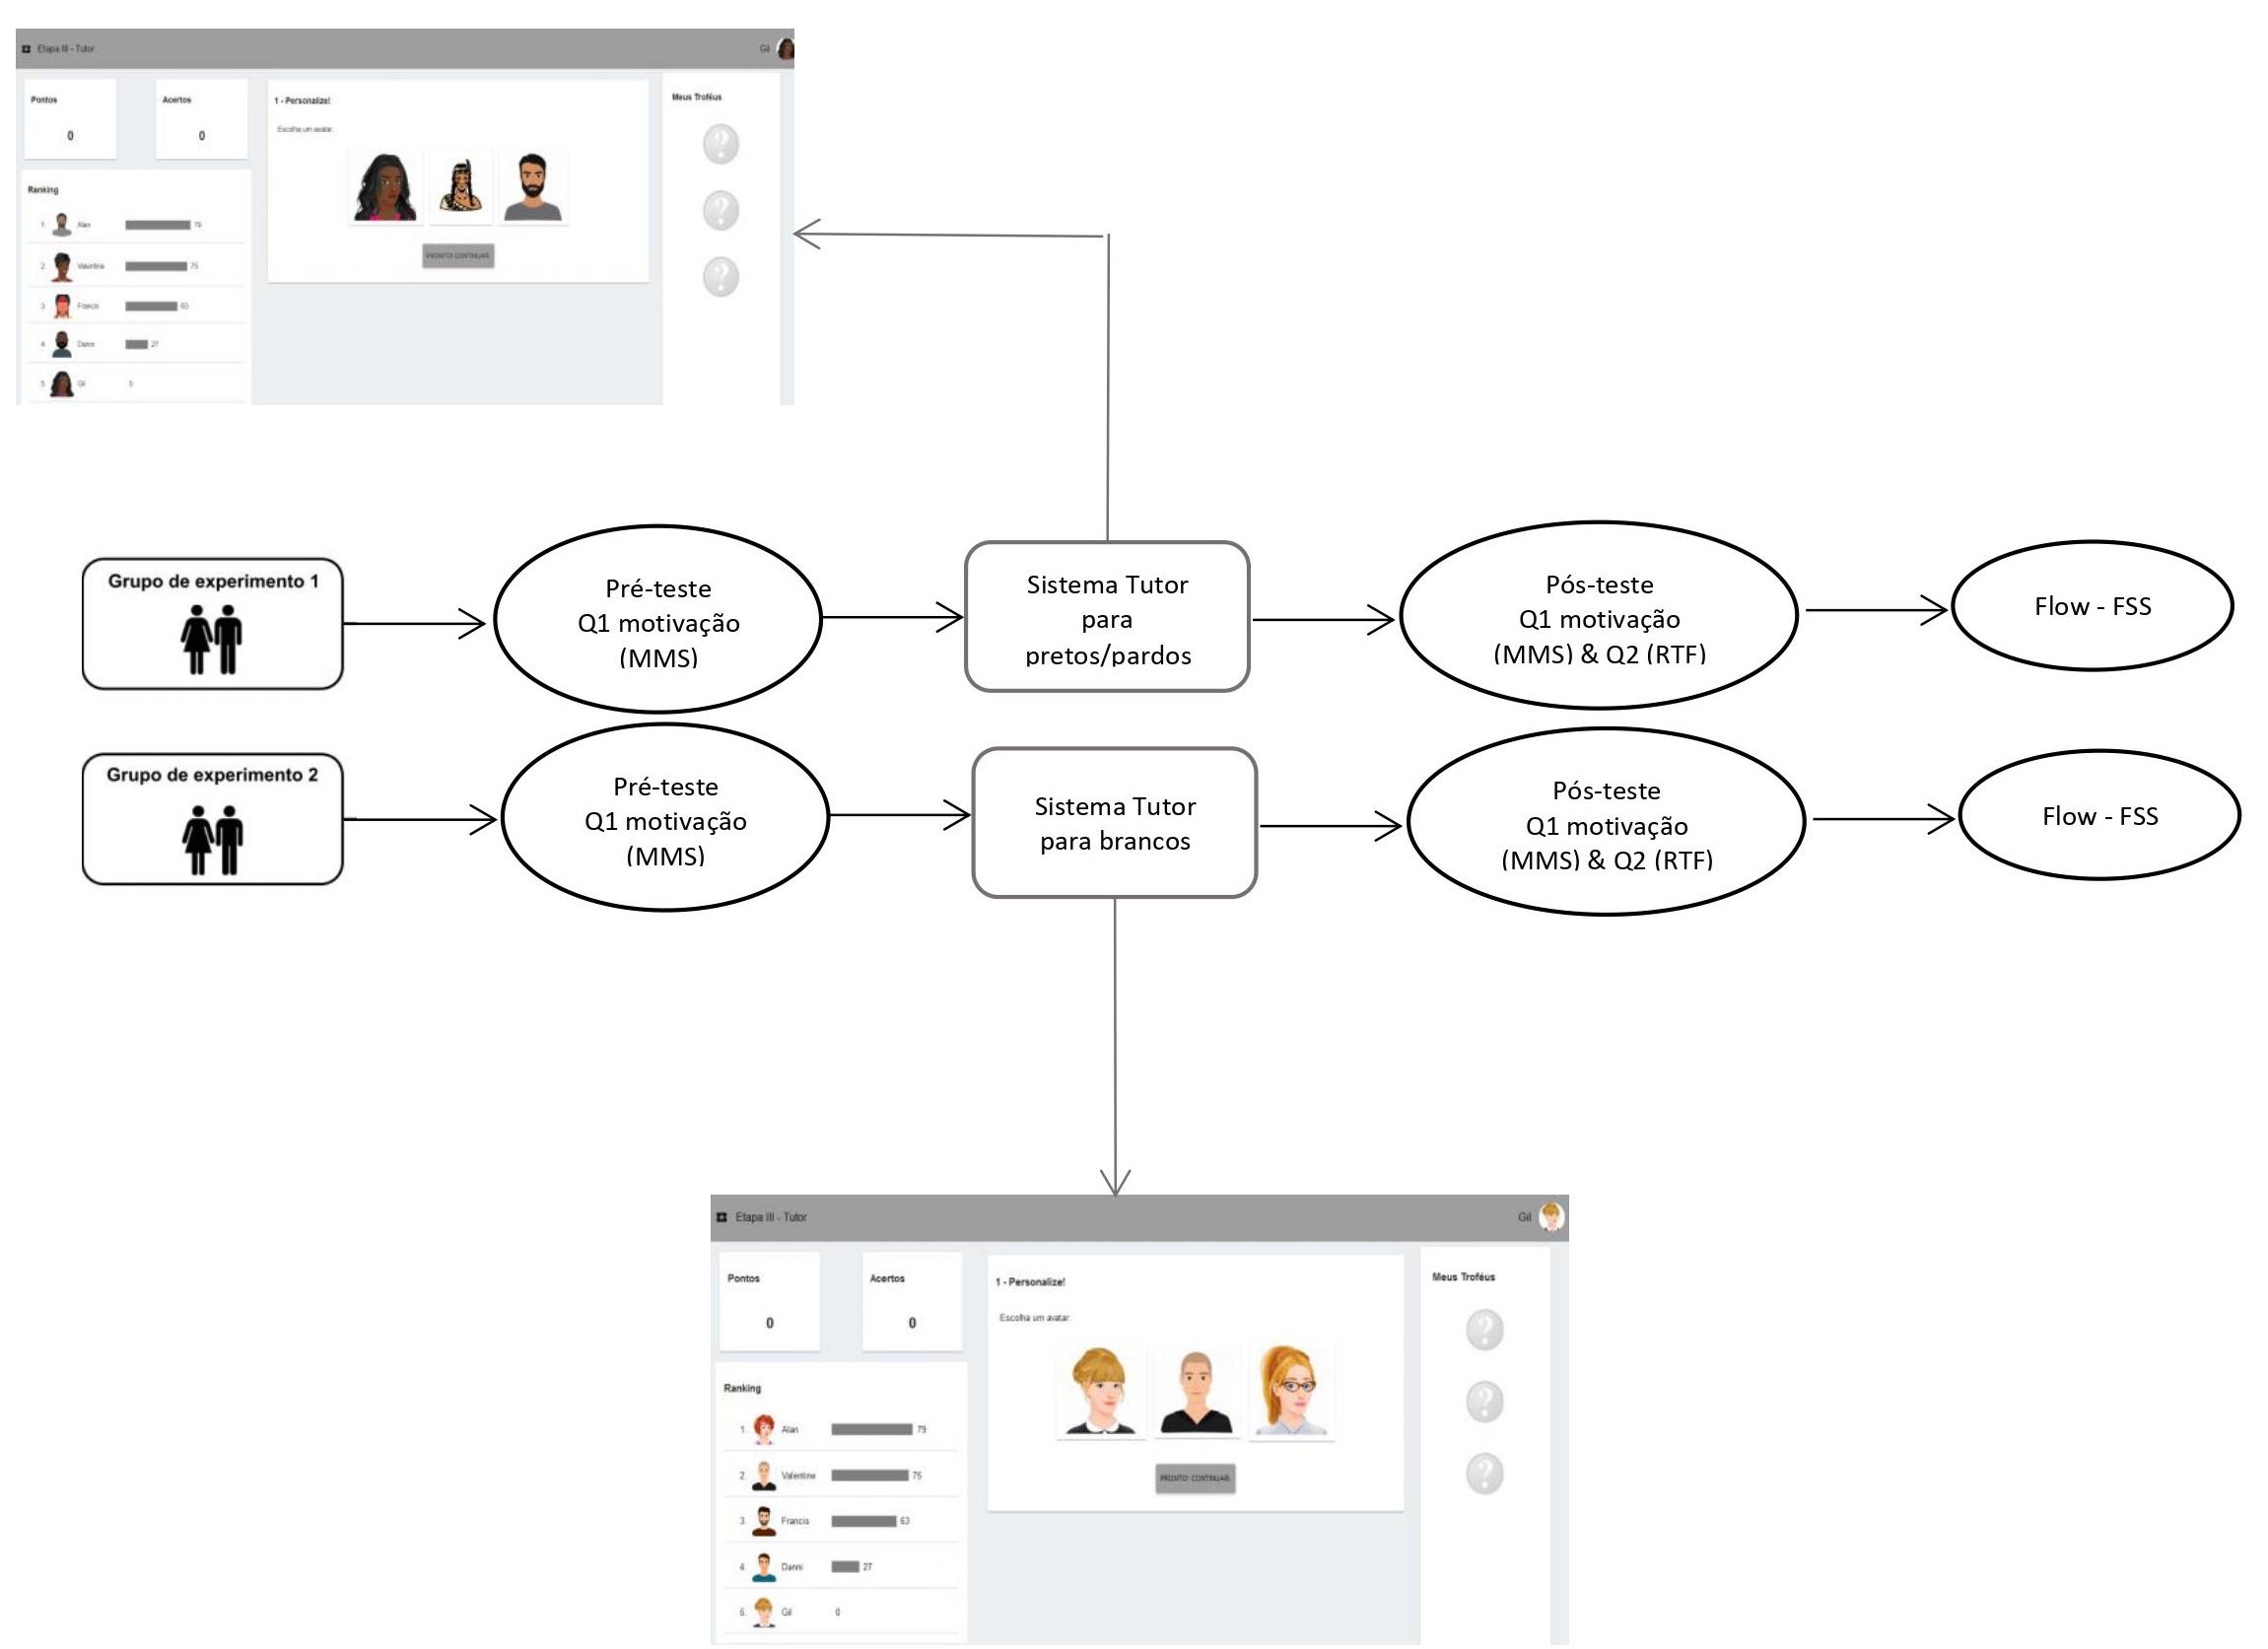 Etapa III - Tutor
Gil
Pontos
0
Acertos
0
1 - Personalize!
Escolha um avatar:
PRONTO! CONTINUAR
Meus Troféus
?
?
?
Ranking
1. Alan 79
2. Valentine 75
3. Francis 63
4. Danni 27
5. Gil 0
Grupo de experimento 1
Pré-teste
Q1 motivação
(MMS)
Sistema Tutor
para
pretos/pardos
Pós-teste
Q1 motivação
(MMS) & Q2 (RTF)
Flow - FSS
Grupo de experimento 2
Pré-teste
Q1 motivação
(MMS)
Sistema Tutor
para brancos
Pós-teste
Q1 motivação
(MMS) & Q2 (RTF)
Flow - FSS
Etapa III - Tutor
Gil
Pontos
0
Acertos
0
1 - Personalize!
Escolha um avatar:
PRONTO! CONTINUAR
Meus Troféus
?
?
?
Ranking
1. Alan 79
2. Valentine 75
3. Francis 63
4. Danni 27
5. Gil 0